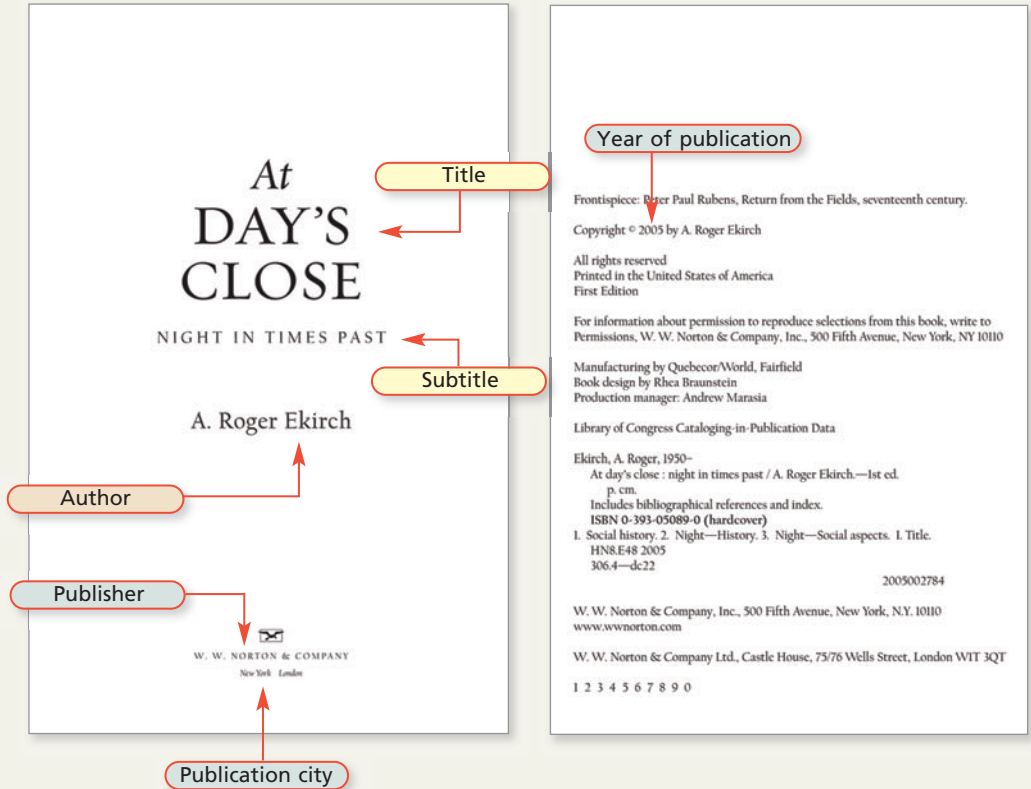 At
DAY'S
CLOSE
Title
NIGHT IN TIMES PAST
Subtitle
A. Roger Ekirch
Author
Publisher
W. W. NORTON & COMPANY
New York London
Publication city
Year of publication
Frontispiece: Peter Paul Rubens, Return from the Fields, seventeenth century.
Copyright © 2005 by A. Roger Ekirch
All rights reserved
Printed in the United States of America
First Edition
For information about permission to reproduce selections from this book, write to
Permissions, W. W. Norton & Company, Inc., 500 Fifth Avenue, New York, NY 10110
Manufacturing by Quebecor/World, Fairfield
Book design by Rhea Braunstein
Production manager: Andrew Marasia
Library of Congress Cataloging-in-Publication Data
Ekirch, A. Roger, 1950–
At day's close : night in times past / A. Roger Ekirch.—1st ed.
p. cm.
Includes bibliographical references and index.
ISBN 0-393-05089-0 (hardcover)
1. Social history. 2. Night—History. 3. Night—Social aspects. I. Title.
HN8.E48 2005
306.4—dc22
2005002784
W. W. Norton & Company, Inc., 500 Fifth Avenue, New York, N.Y. 10110
www.wwnorton.com
W. W. Norton & Company Ltd., Castle House, 75/76 Wells Street, London W1T 3QT
1 2 3 4 5 6 7 8 9 0